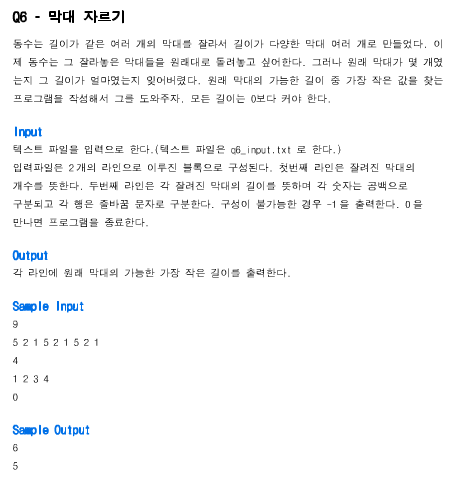 Q6 - 막대 자르기
동수는 길이가 같은 여러 개의 막대를 잘라서 길이가 다양한 막대 여러 개로 만들었다. 이
제 동수는 그 잘라놓은 막대들을 원래대로 돌려놓고 싶어한다. 그러나 원래 막대가 몇 개였
는지 그 길이가 얼마였는지 잊어버렸다. 원래 막대의 가능한 길이 중 가장 작은 값을 찾는
프로그램을 작성해서 그를 도와주자. 모든 길이는 0보다 커야 한다.
Input
텍스트 파일을 입력으로 한다.(텍스트 파일은 q6_input.txt 로 한다.)
입력파일은 2개의 라인으로 이루진 블록으로 구성된다. 첫번째 라인은 잘려진 막대의
개수를 뜻한다. 두번째 라인은 각 잘려진 막대의 길이를 뜻하며 각 숫자는 공백으로
구분되고 각 행은 줄바꿈 문자로 구분한다. 구성이 불가능한 경우 -1을 출력한다. 0을
만나면 프로그램을 종료한다.
Output
각 라인에 원래 막대의 가능한 가장 작은 길이를 출력한다.
Sample Input
9
5 2 1 5 2 1 5 2 1
4
1 2 3 4
0
Sample Output
6
5